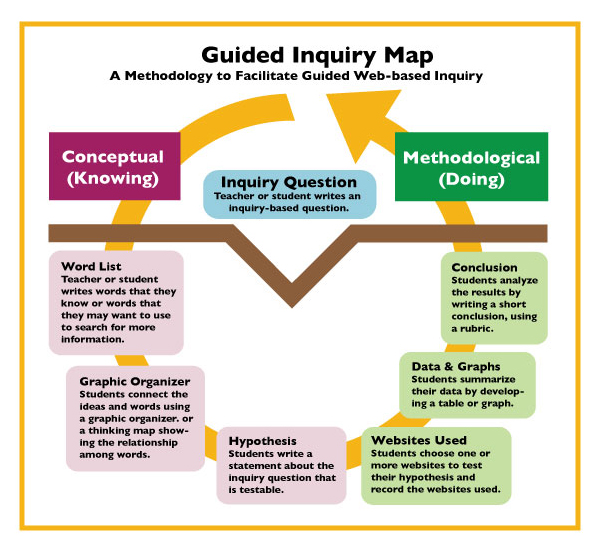 Guided Inquiry Map
A Methodology to Facilitate Guided Web-based Inquiry
Conceptual
(Knowing)
Methodological
(Doing)
Inquiry Question
Teacher or student writes an
inquiry-based question.
Word List
Teacher or student
writes words that they
know or words that
they may want to use
to search for more
information.
Graphic Organizer
Students connect the
ideas and words using
a graphic organizer. or
a thinking map show-
ing the relationship
among words.
Hypothesis
Students write a
statement about the
inquiry question that
is testable.
Websites Used
Students choose one or
more websites to test
their hypothesis and
record the websites used.
Data & Graphs
Students summarize
their data by develop-
ing a table or graph.
Conclusion
Students analyze
the results by
writing a short
conclusion, using
a rubric.